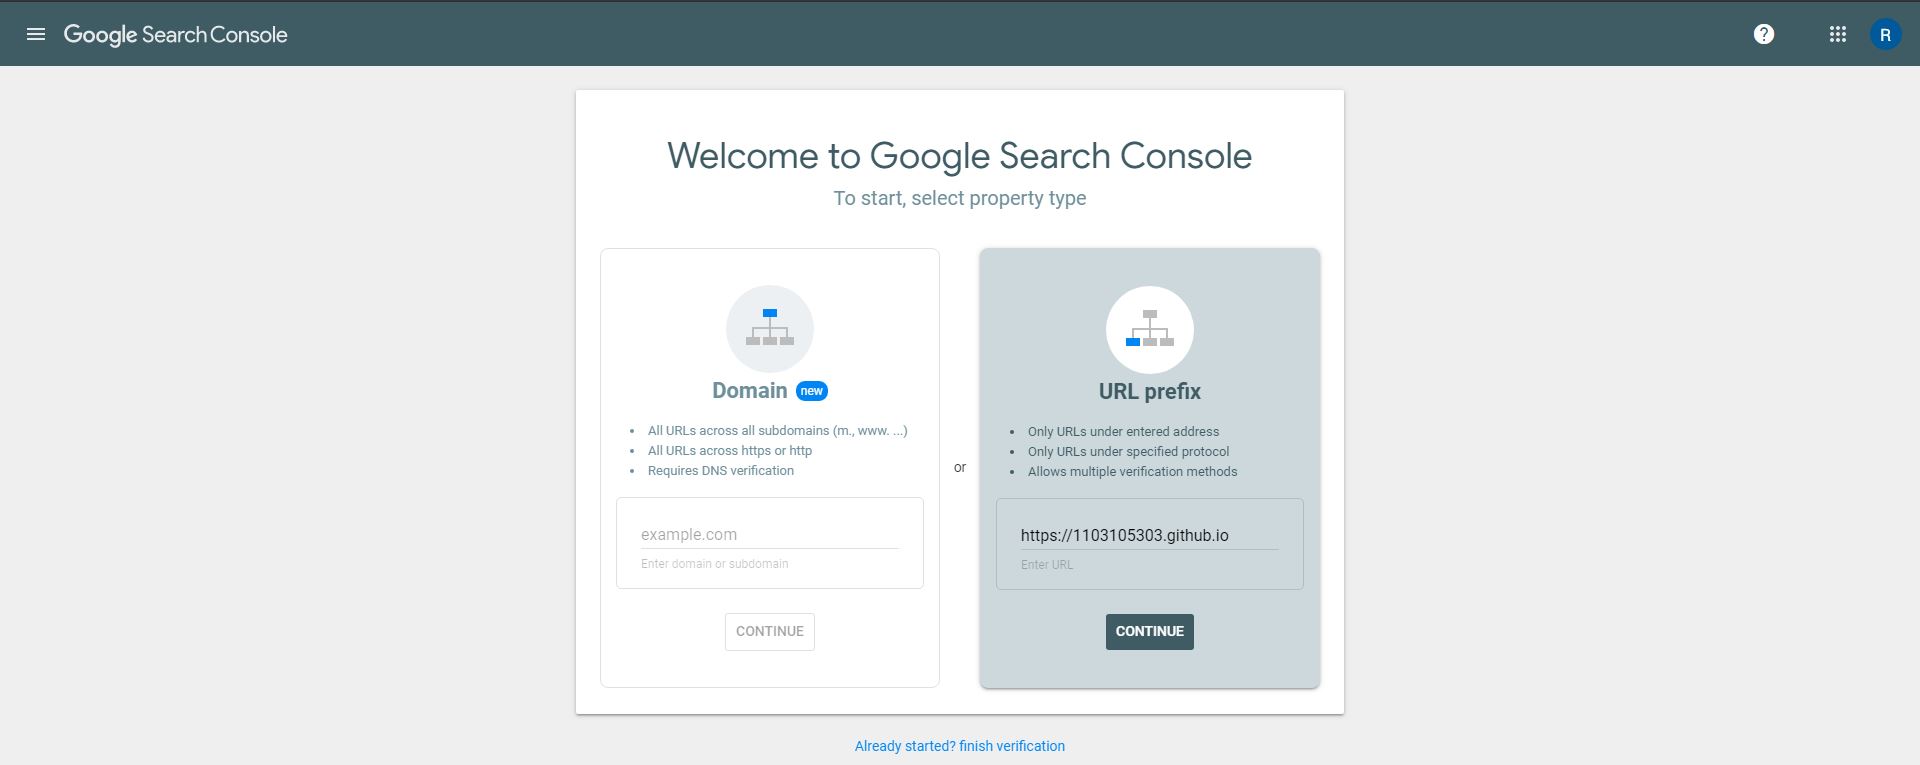 Google Search Console
?
R
Welcome to Google Search Console
To start, select property type
Domain new
• All URLs across all subdomains (m., www. ...)
• All URLs across https or http
• Requires DNS verification
example.com
Enter domain or subdomain
CONTINUE
or
URL prefix
• Only URLs under entered address
• Only URLs under specified protocol
• Allows multiple verification methods
https://1103105303.github.io
Enter URL
CONTINUE
Already started? finish verification